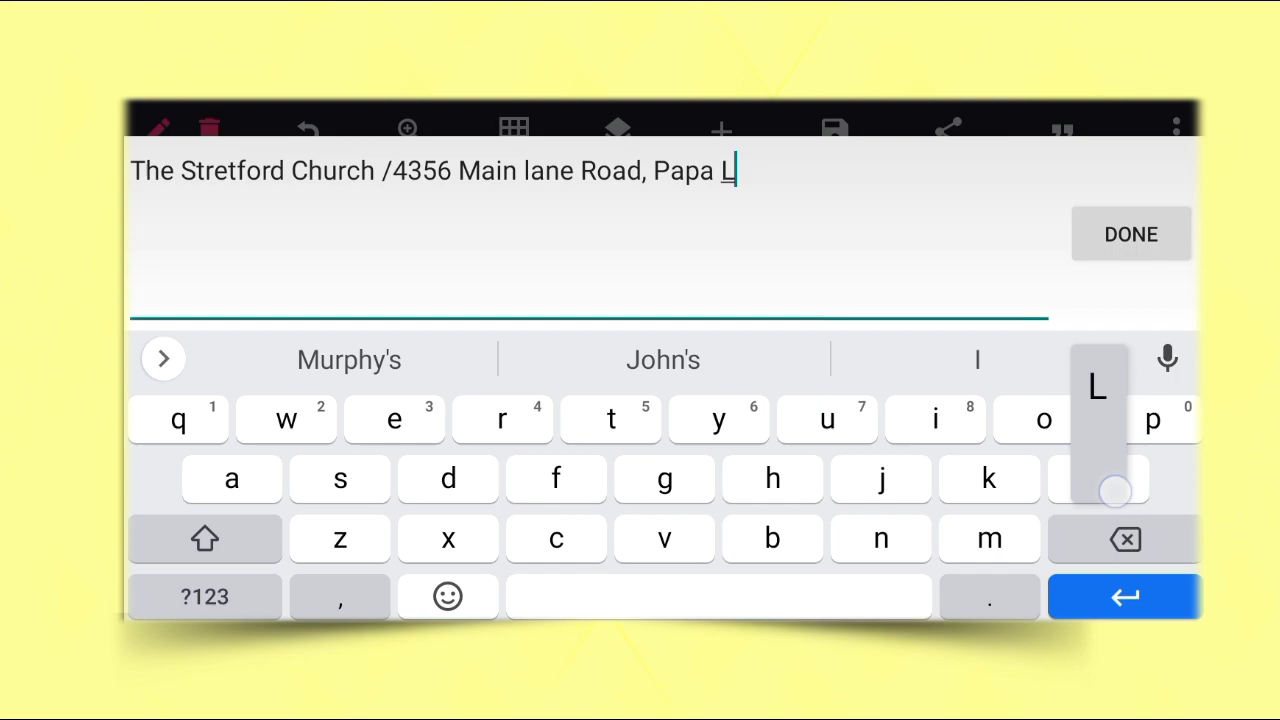 The Stretford Church /4356 Main lane Road, Papa L
DONE
Murphy's John's I
L
q 1 w 2 e 3 r 4 t 5 y 6 u 7 i 8 o p 0
a s d f g h j k
z x c v b n m
?123 , .